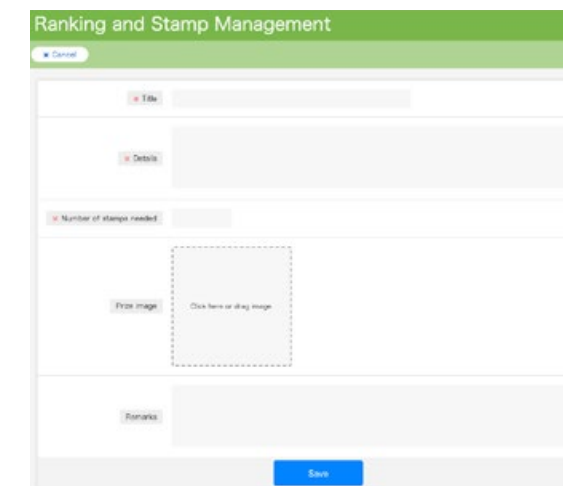 Ranking and Stamp Management
× Cancel
※ Title
※ Details
※ Number of stamps needed
Prize image
Click here or drag image
Remarks
Save